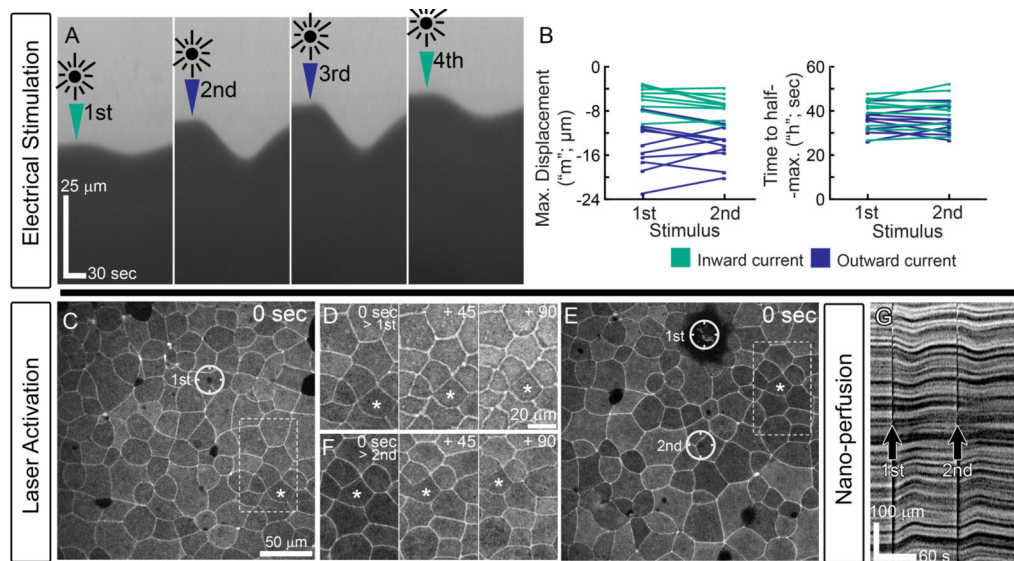 Electrical Stimulation
A
1st
2nd
3rd
4th
25
μm
30 sec
B
Max. Displacement
("m"; μm)
0
-8
-16
-24
1st
2nd
Stimulus
Time to half-
-max. ("h"; sec)
60
40
20
0
1st
2nd
Stimulus
Inward current
Outward current
Laser Activation
C
0 sec
1st
*
50 μm
D
0 sec
> 1st
+ 45
+ 90
*
*
*
20 μm
F
0 sec
> 2nd
+ 45
+ 90
*
*
*
E
0 sec
1st
*
2nd
Nano-perfusion
G
1st
2nd
100 μm
60 s